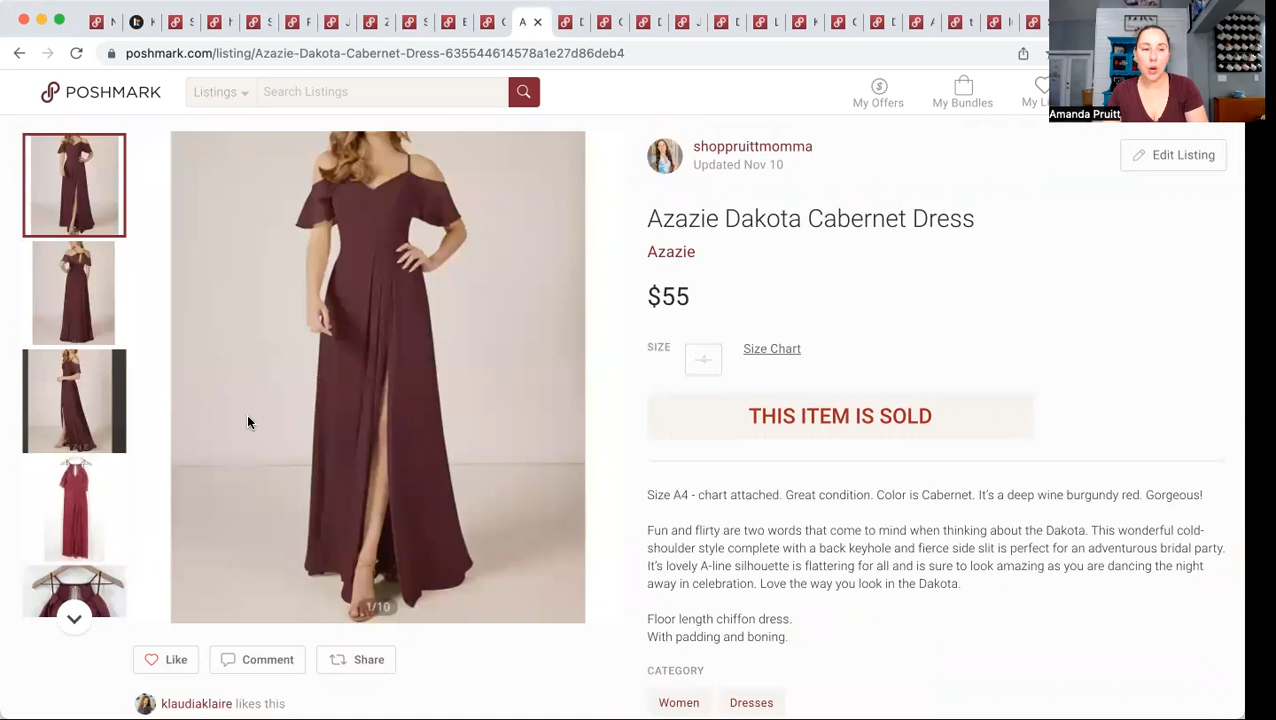 poshmark.com/listing/Azazie-Dakota-Cabernet-Dress-635544614578a1e27d86deb4
POSHMARK
Listings
Search Listings
My Offers
My Bundles
Amanda Pruitt
shoppruittmomma
Updated Nov 10
Edit Listing
Azazie Dakota Cabernet Dress
Azazie
$55
SIZE
4
Size Chart
THIS ITEM IS SOLD
Size A4 - chart attached. Great condition. Color is Cabernet. It's a deep wine burgundy red. Gorgeous!
Fun and flirty are two words that come to mind when thinking about the Dakota. This wonderful cold-
shoulder style complete with a back keyhole and fierce side slit is perfect for an adventurous bridal party.
It's lovely A-line silhouette is flattering for all and is sure to look amazing as you are dancing the night
away in celebration. Love the way you look in the Dakota.
Floor length chiffon dress.
With padding and boning.
CATEGORY
Women
Dresses
1/10
Like
Comment
Share
klaudiaklaire likes this